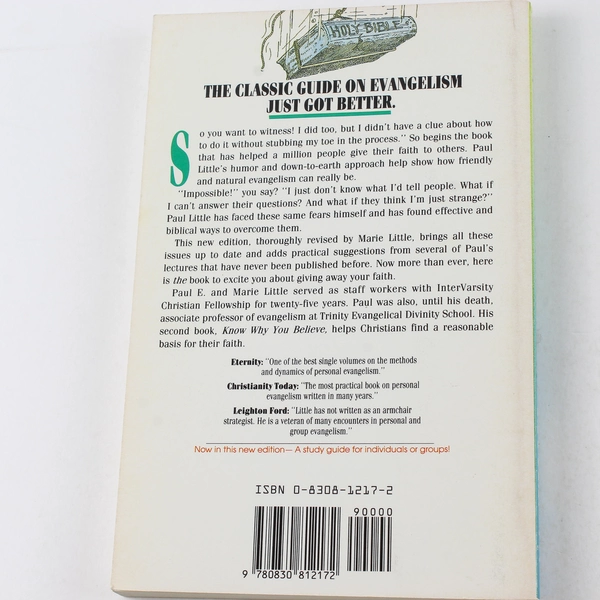 HOLY BIBLE
THE CLASSIC GUIDE ON EVANGELISM
JUST GOT BETTER.
So you want to witness! I did too, but I didn't have a clue about how
to do it without stubbing my toe in the process." So begins the book
that has helped a million people give their faith to others. Paul
Little's humor and down-to-earth approach help show how friendly
and natural evangelism can really be.
"Impossible!" you say? "I just don't know what I'd tell people. What if
I can't answer their questions? And what if they think I'm just strange?"
Paul Little has faced these same fears himself and has found effective and
biblical ways to overcome them.
This new edition, thoroughly revised by Marie Little, brings all these
issues up to date and adds practical suggestions from several of Paul's
lectures that have never been published before. Now more than ever, here
is the book to excite you about giving away your faith.
Paul E. and Marie Little served as staff workers with InterVarsity
Christian Fellowship for twenty-five years. Paul was also, until his death,
associate professor of evangelism at Trinity Evangelical Divinity School. His
second book, Know Why You Believe, helps Christians find a reasonable
basis for their faith.
Eternity: "One of the best single volumes on the methods
and dynamics of personal evangelism."
Christianity Today: "The most practical book on personal
evangelism written in many years."
Leighton Ford: "Little has not written as an armchair
strategist. He is a veteran of many encounters in personal and
group evangelism."
Now in this new edition—A study guide for individuals or groups!
ISBN 0-8308-1217-2
90000
9 780830 812172